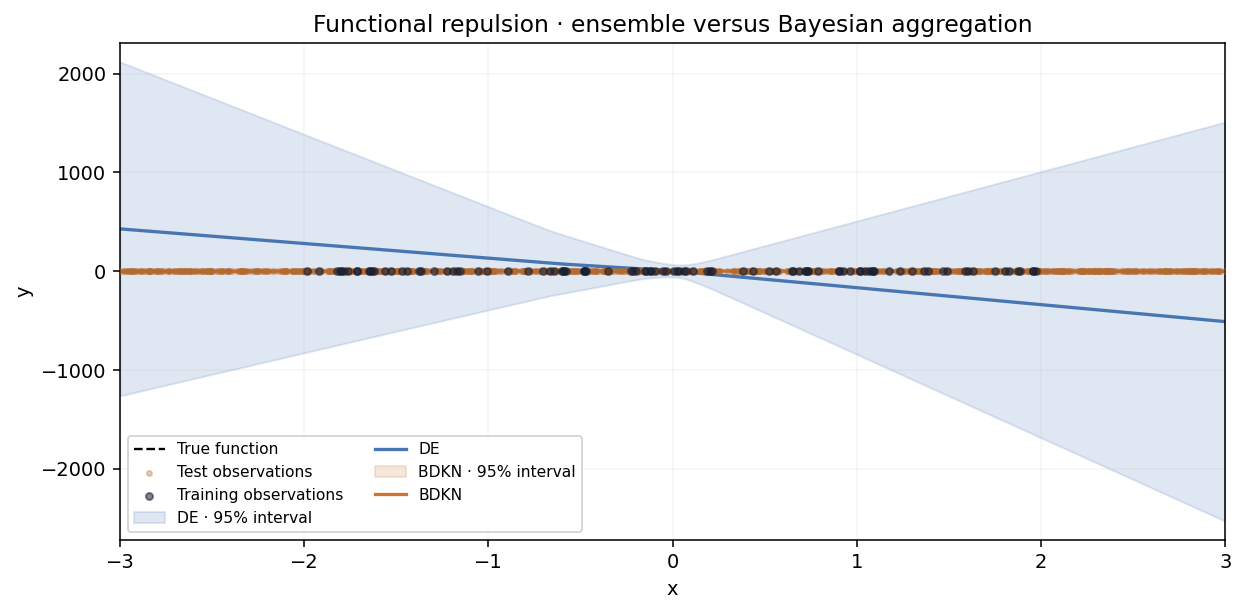 Functional repulsion · ensemble versus Bayesian aggregation
y
2000
1000
0
−1000
−2000
True function
Test observations
Training observations
DE · 95% interval
DE
BDKN · 95% interval
BDKN
−3 −2 −1 0 1 2 3
x